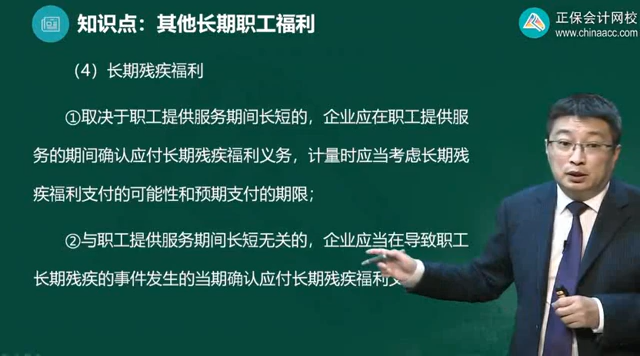 知识点：其他长期职工福利
正保会计网校
www.chinaacc.com
（4）长期残疾福利
①取决于职工提供服务期间长短的，企业应在职工提供服
务的期间确认应付长期残疾福利义务，计量时应当考虑长期残
疾福利支付的可能性和预期支付的期限；
②与职工提供服务期间长短无关的，企业应当在导致职工
长期残疾的事件发生的当期确认应付长期残疾福利义